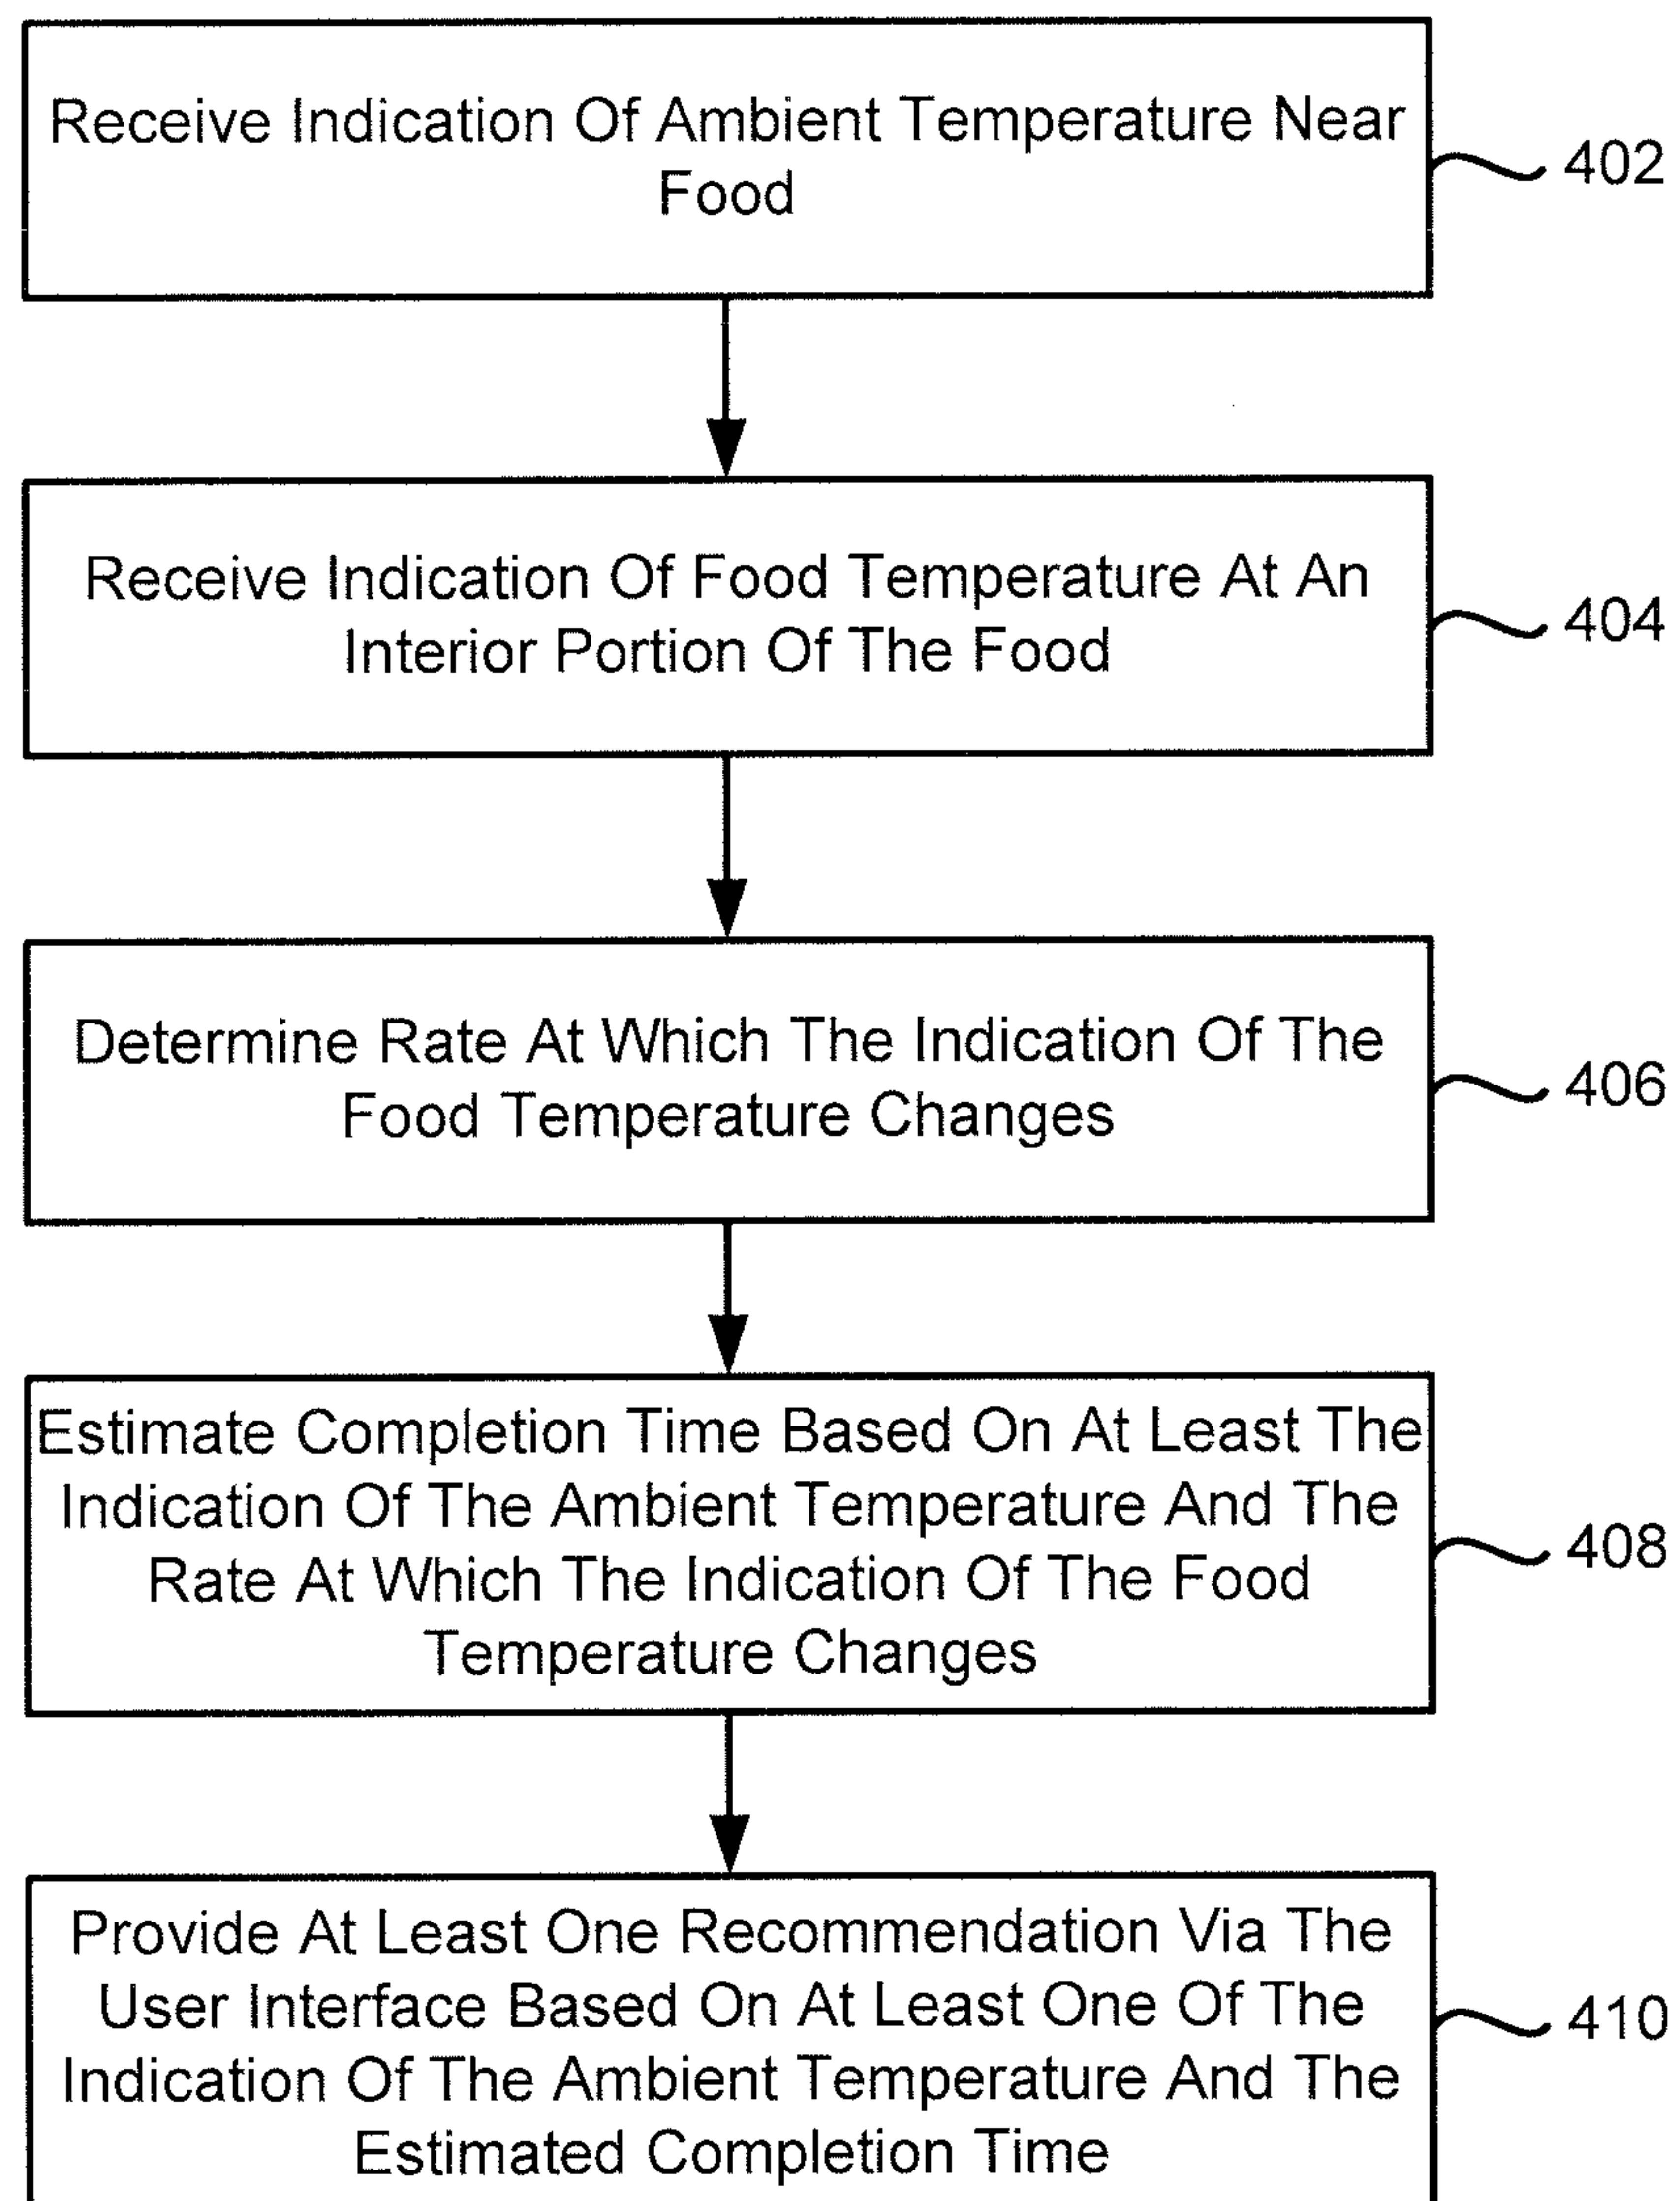 Receive Indication Of Ambient Temperature Near
Food
402
Receive Indication Of Food Temperature At An
Interior Portion Of The Food
404
Determine Rate At Which The Indication Of The
Food Temperature Changes
406
Estimate Completion Time Based On At Least The
Indication Of The Ambient Temperature And The
Rate At Which The Indication Of The Food
Temperature Changes
408
Provide At Least One Recommendation Via The
User Interface Based On At Least One Of The
Indication Of The Ambient Temperature And The
Estimated Completion Time
410